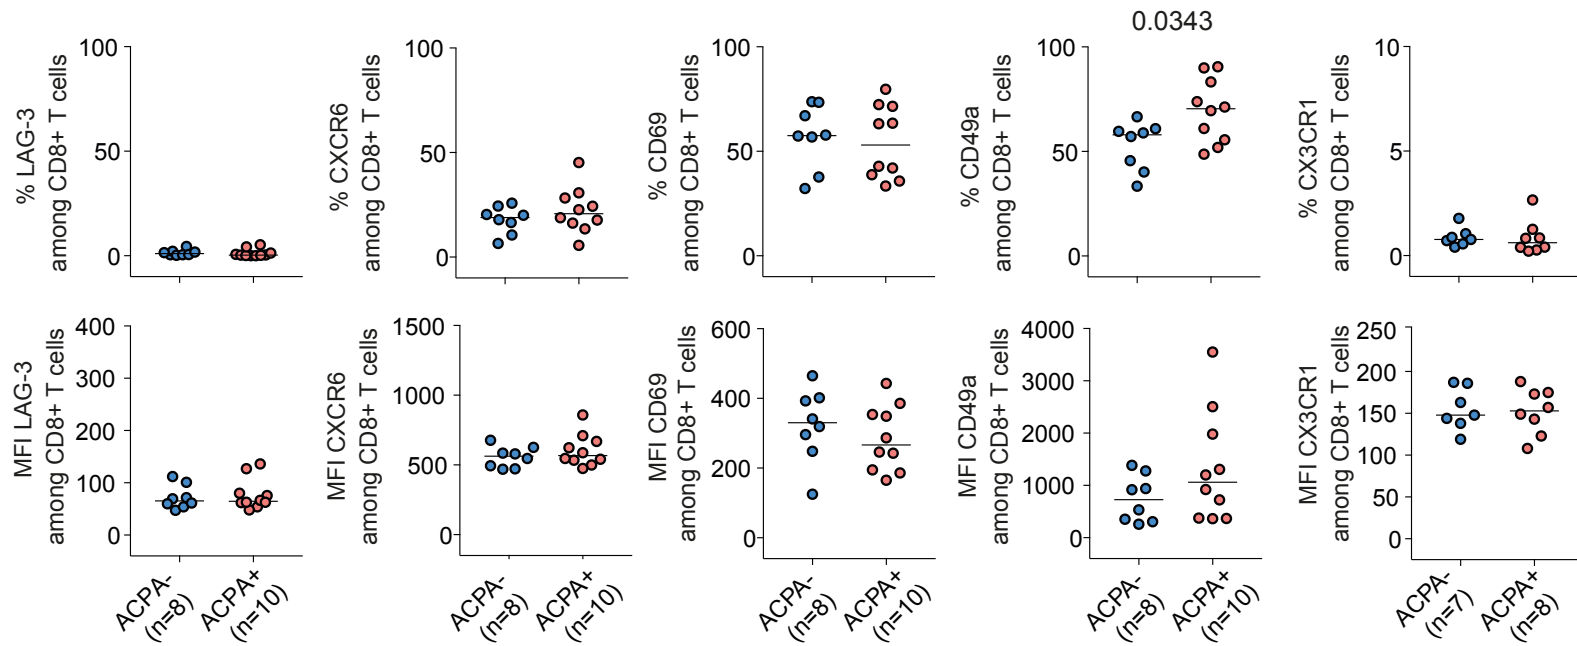 0.0343
% LAG-3
among CD8+ T cells
100
50
0
% CXCR6
among CD8+ T cells
100
50
0
% CD69
among CD8+ T cells
100
50
0
% CD49a
among CD8+ T cells
100
50
0
% CX3CR1
among CD8+ T cells
10
5
0
MFI LAG-3
among CD8+ T cells
400
300
200
100
0
MFI CXCR6
among CD8+ T cells
1500
1000
500
0
MFI CD69
among CD8+ T cells
600
400
200
0
MFI CD49a
among CD8+ T cells
4000
3000
2000
1000
0
MFI CX3CR1
among CD8+ T cells
250
200
150
100
50
0
ACPA-
(n=8)
ACPA+
(n=10)
ACPA-
(n=8)
ACPA+
(n=10)
ACPA-
(n=8)
ACPA+
(n=10)
ACPA-
(n=8)
ACPA+
(n=10)
ACPA-
(n=7)
ACPA+
(n=8)